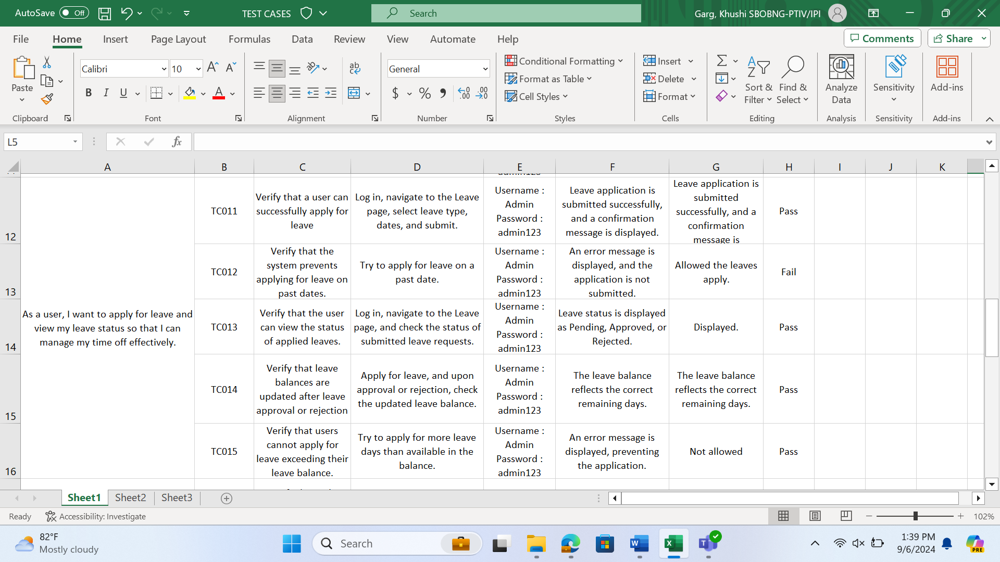 AutoSave Off TEST CASES Search Garg, Khushi SBOBNG-PTIV/IPI
File Home Insert Page Layout Formulas Data Review View Automate Help Comments Share
Paste
Clipboard
Calibri 10
B I U A
Font
ab
Alignment
General
$ % ,
Number
Conditional Formatting
Format as Table
Cell Styles
Styles
Insert
Delete
Format
Cells
Sort &
Filter
Find &
Select
Editing
Analyze
Data
Analysis
Sensitivity
Sensitivity
Add-ins
Add-ins
L5 fx
A B C D E F G H I J K
12
As a user, I want to apply for leave and
view my leave status so that I can
manage my time off effectively.
TC011
Verify that a user can
successfully apply for
leave
Log in, navigate to the Leave
page, select leave type,
dates, and submit.
Username :
Admin
Password :
admin123
Leave application is
submitted successfully,
and a confirmation
message is displayed.
Leave application is
submitted
successfully, and a
confirmation
message is
Pass
13
TC012
Verify that the
system prevents
applying for leave on
past dates.
Try to apply for leave on a
past date.
Username :
Admin
Password :
admin123
An error message is
displayed, and the
application is not
submitted.
Allowed the leaves
apply.
Fail
14
TC013
Verify that the user
can view the status
of applied leaves.
Log in, navigate to the Leave
page, and check the status of
submitted leave requests.
Username :
Admin
Password :
admin123
Leave status is displayed
as Pending, Approved, or
Rejected.
Displayed.
Pass
15
TC014
Verify that leave
balances are
updated after leave
approval or rejection
Apply for leave, and upon
approval or rejection, check
the updated leave balance.
Username :
Admin
Password :
admin123
The leave balance
reflects the correct
remaining days.
The leave balance
reflects the correct
remaining days.
Pass
16
TC015
Verify that users
cannot apply for
leave exceeding their
leave balance.
Try to apply for more leave
days than available in the
balance.
Username :
Admin
Password :
admin123
An error message is
displayed, preventing
the application.
Not allowed
Pass
Sheet1 Sheet2 Sheet3
Ready Accessibility: Investigate 102%
82°F
Mostly cloudy
Search
1:39 PM
9/6/2024
PRE